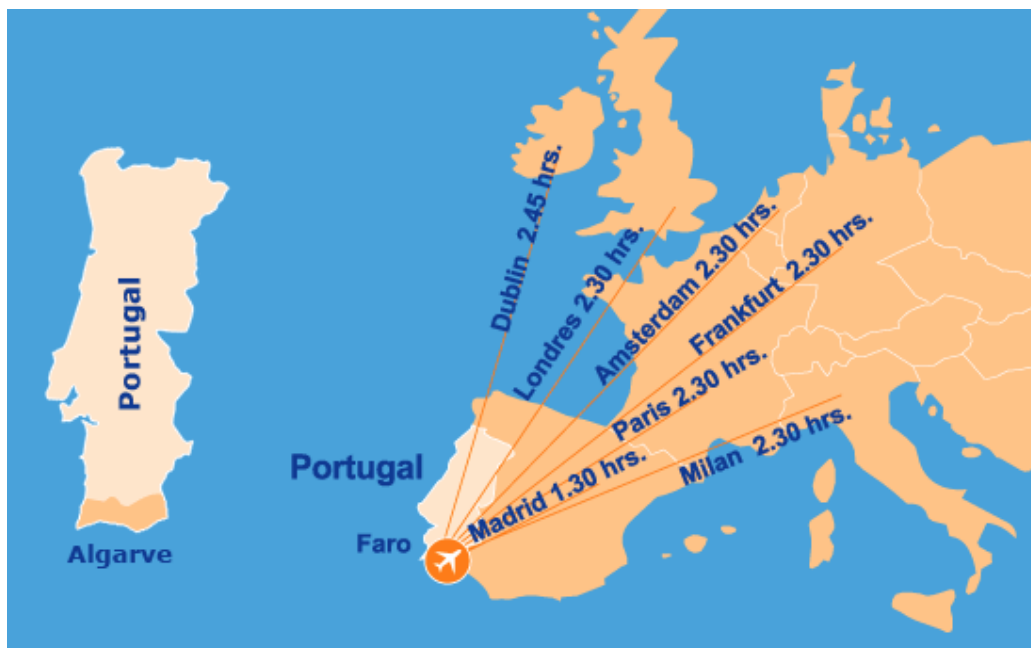 Portugal
Algarve
Portugal
Faro
Dublin 2.45 hrs.
Londres 2.30 hrs.
Amsterdam 2.30 hrs.
Frankfurt 2.30 hrs.
Paris 2.30 hrs.
Madrid 1.30 hrs.
Milan 2.30 hrs.